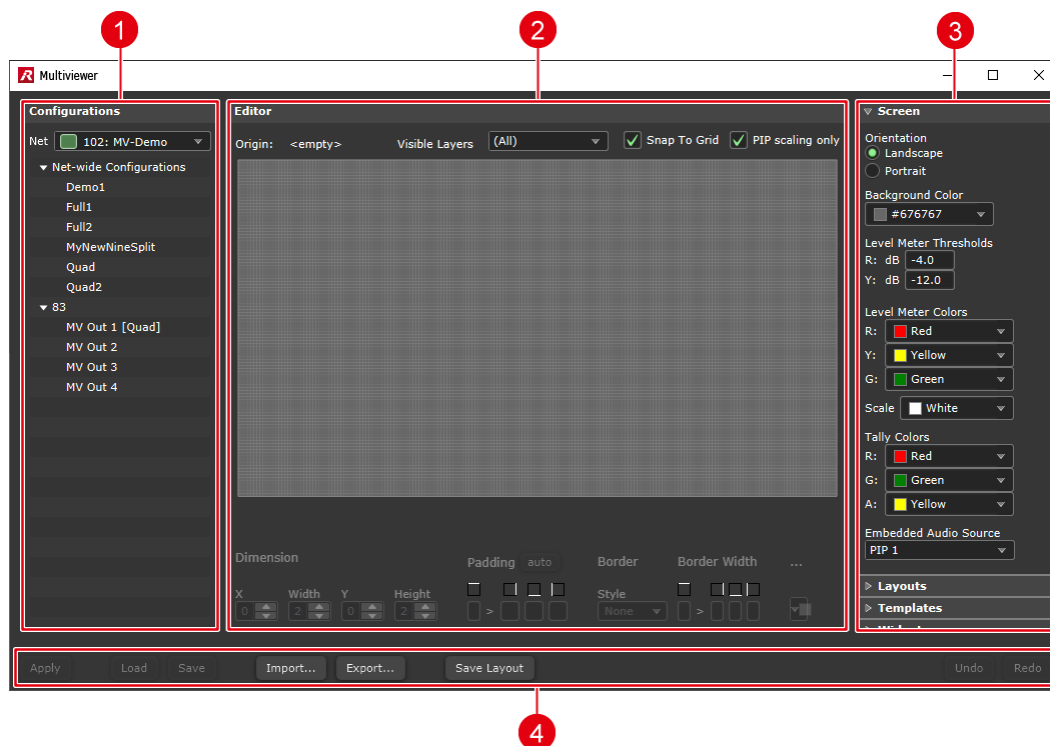 1
2
3
R Multiviewer
Configurations
Net 102: MV-Demo
Net-wide Configurations
Demo1
Full1
Full2
MyNewNineSplit
Quad
Quad2
83
MV Out 1 [Quad]
MV Out 2
MV Out 3
MV Out 4
Editor
Origin: <empty> Visible Layers (All) Snap To Grid PIP scaling only
Dimension Padding auto Border Border Width ...
X Width Y Height Style
0 2 0 2 > None >
Screen
Orientation
Landscape
Portrait
Background Color
#676767
Level Meter Thresholds
R: dB -4.0
Y: dB -12.0
Level Meter Colors
R: Red
Y: Yellow
G: Green
Scale White
Tally Colors
R: Red
G: Green
A: Yellow
Embedded Audio Source
PIP 1
Layouts
Templates
Apply Load Save Import... Export... Save Layout Undo Redo
4